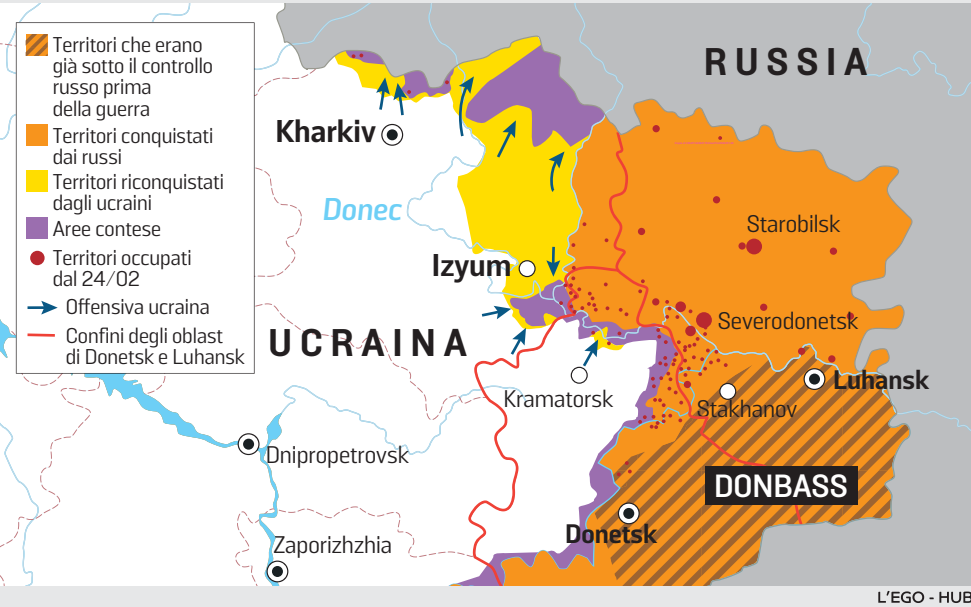 Territori che erano
già sotto il controllo
russo prima
della guerra
Territori conquistati
dai russi
Territori riconquistati
dagli ucraini
Aree contese
Territori occupati
dal 24/02
Offensiva ucraina
Confini degli oblast
di Donetsk e Luhansk
RUSSIA
Kharkiv
Donec
Starobilsk
Izyum
Severodonetsk
UCRAINA
Luhansk
Kramatorsk
Stakhanov
Dnipropetrovsk
DONBASS
Donetsk
Zaporizhzhia
L'EGO - HUB